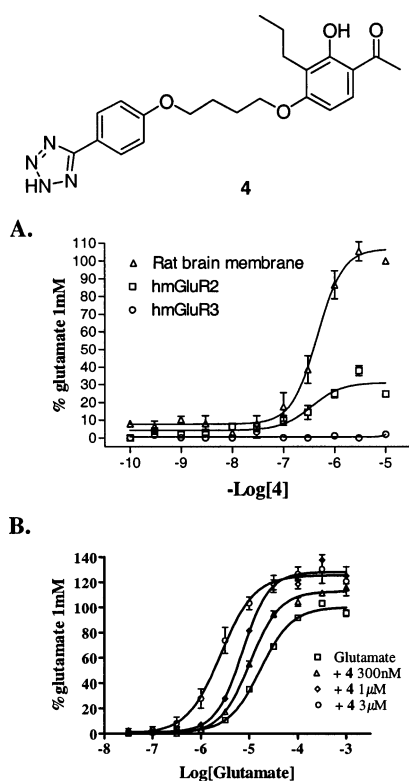 OH
O
O
O
N
N
N
HN
N
4
A.
% glutamate 1mM
110
100
90
80
70
60
50
40
30
20
10
0
Rat brain membrane
hmGluR2
hmGluR3
-10 -9 -8 -7 -6 -5
-Log[4]
B.
%glutamate 1mM
140
120
100
80
60
40
20
0
Glutamate
+ 4 300nM
+ 4 1µM
+ 4 3µM
-8 -7 -6 -5 -4 -3 -2
Log[Glutamate]